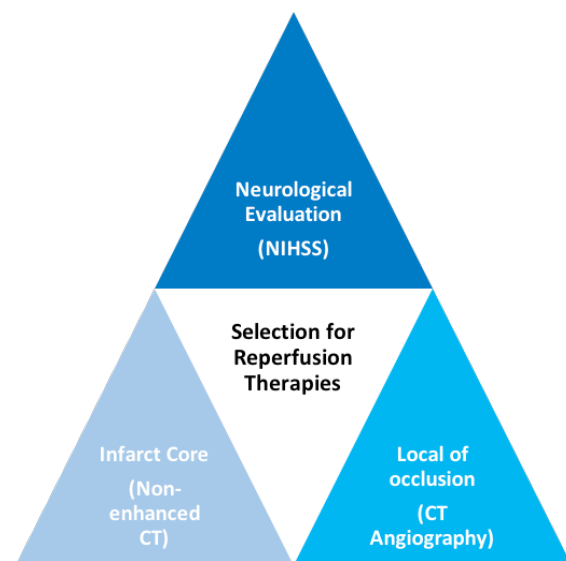 Neurological
Evaluation
(NIHSS)
Selection for
Reperfusion
Therapies
Infarct Core
(Non-
enhanced
CT)
Local of
occlusion
(CT
Angiography)